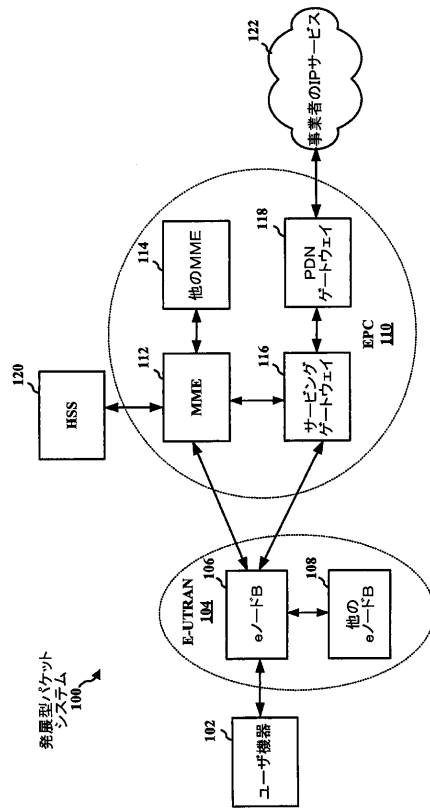 発展型パケット
システム
100
102
ユーザ機器
E-UTRAN
104
106
eノードB
108
他の
eノードB
120
HSS
112
MME
114
他のMME
116
サービング
ゲートウェイ
118
PDN
ゲートウェイ
EPC
110
122
事業者のIPサービス